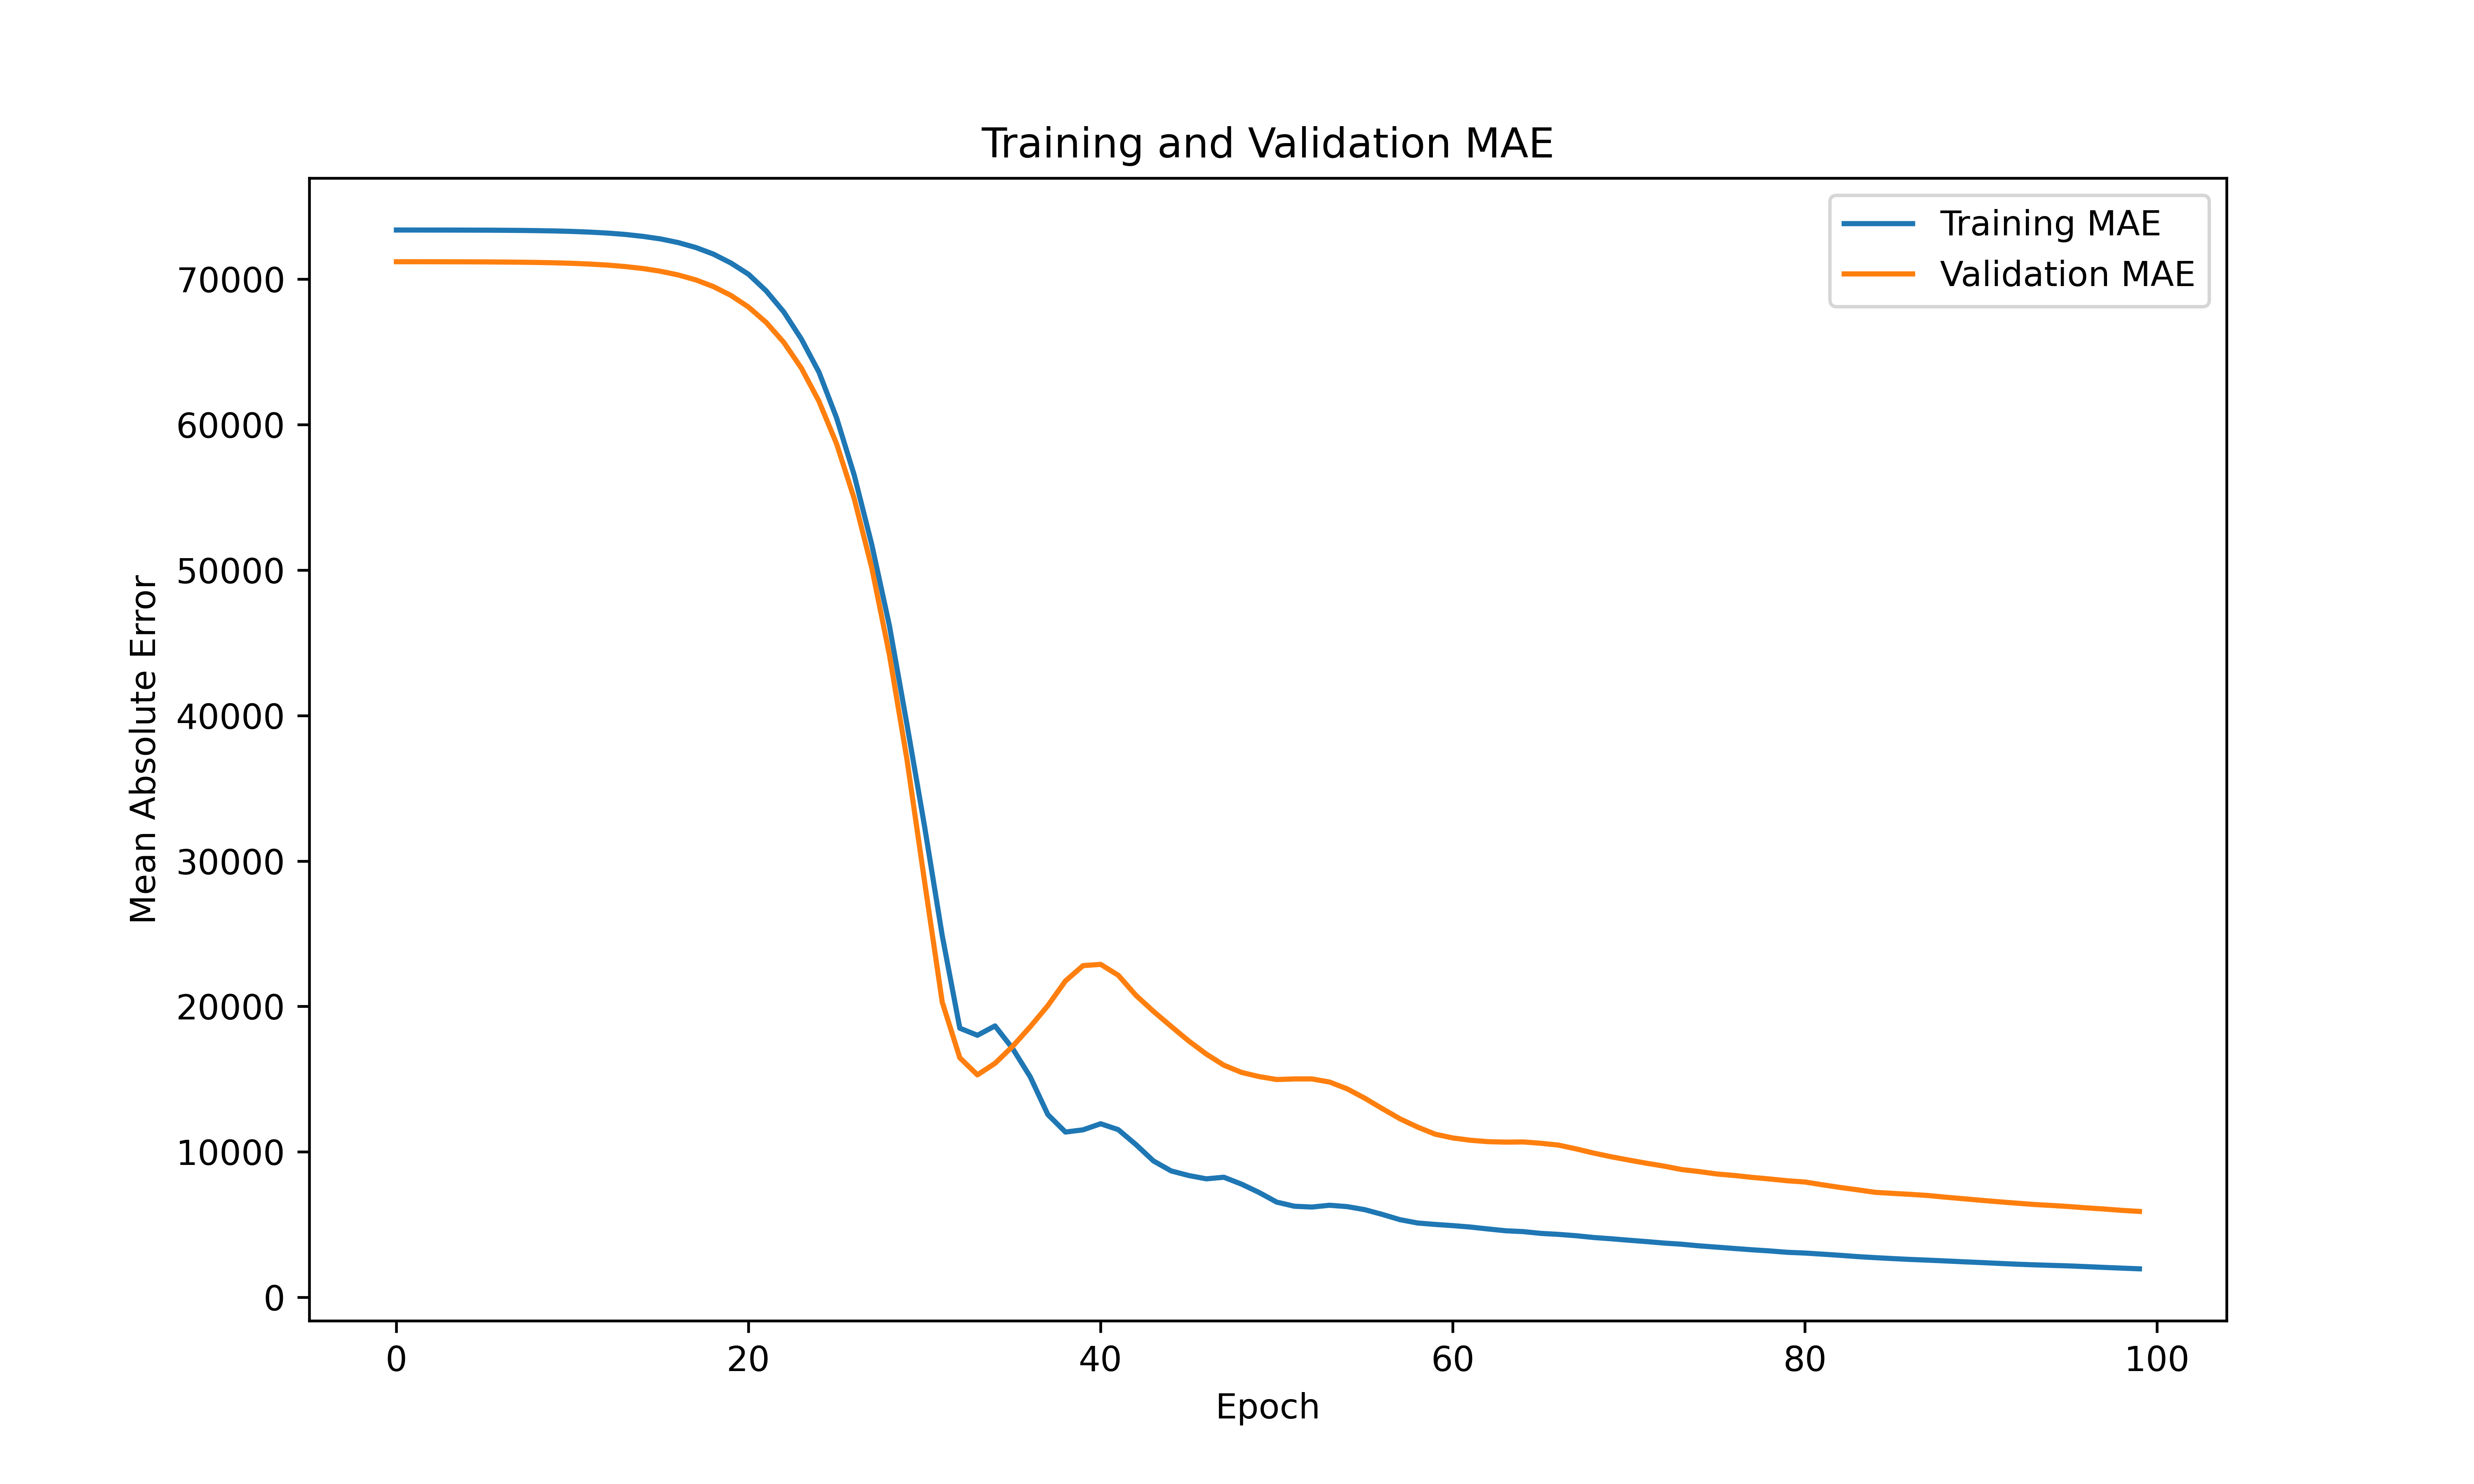 Training and Validation MAE
Training MAE
Validation MAE
Mean Absolute Error
70000
60000
50000
40000
30000
20000
10000
0
0 20 40 60 80 100
Epoch